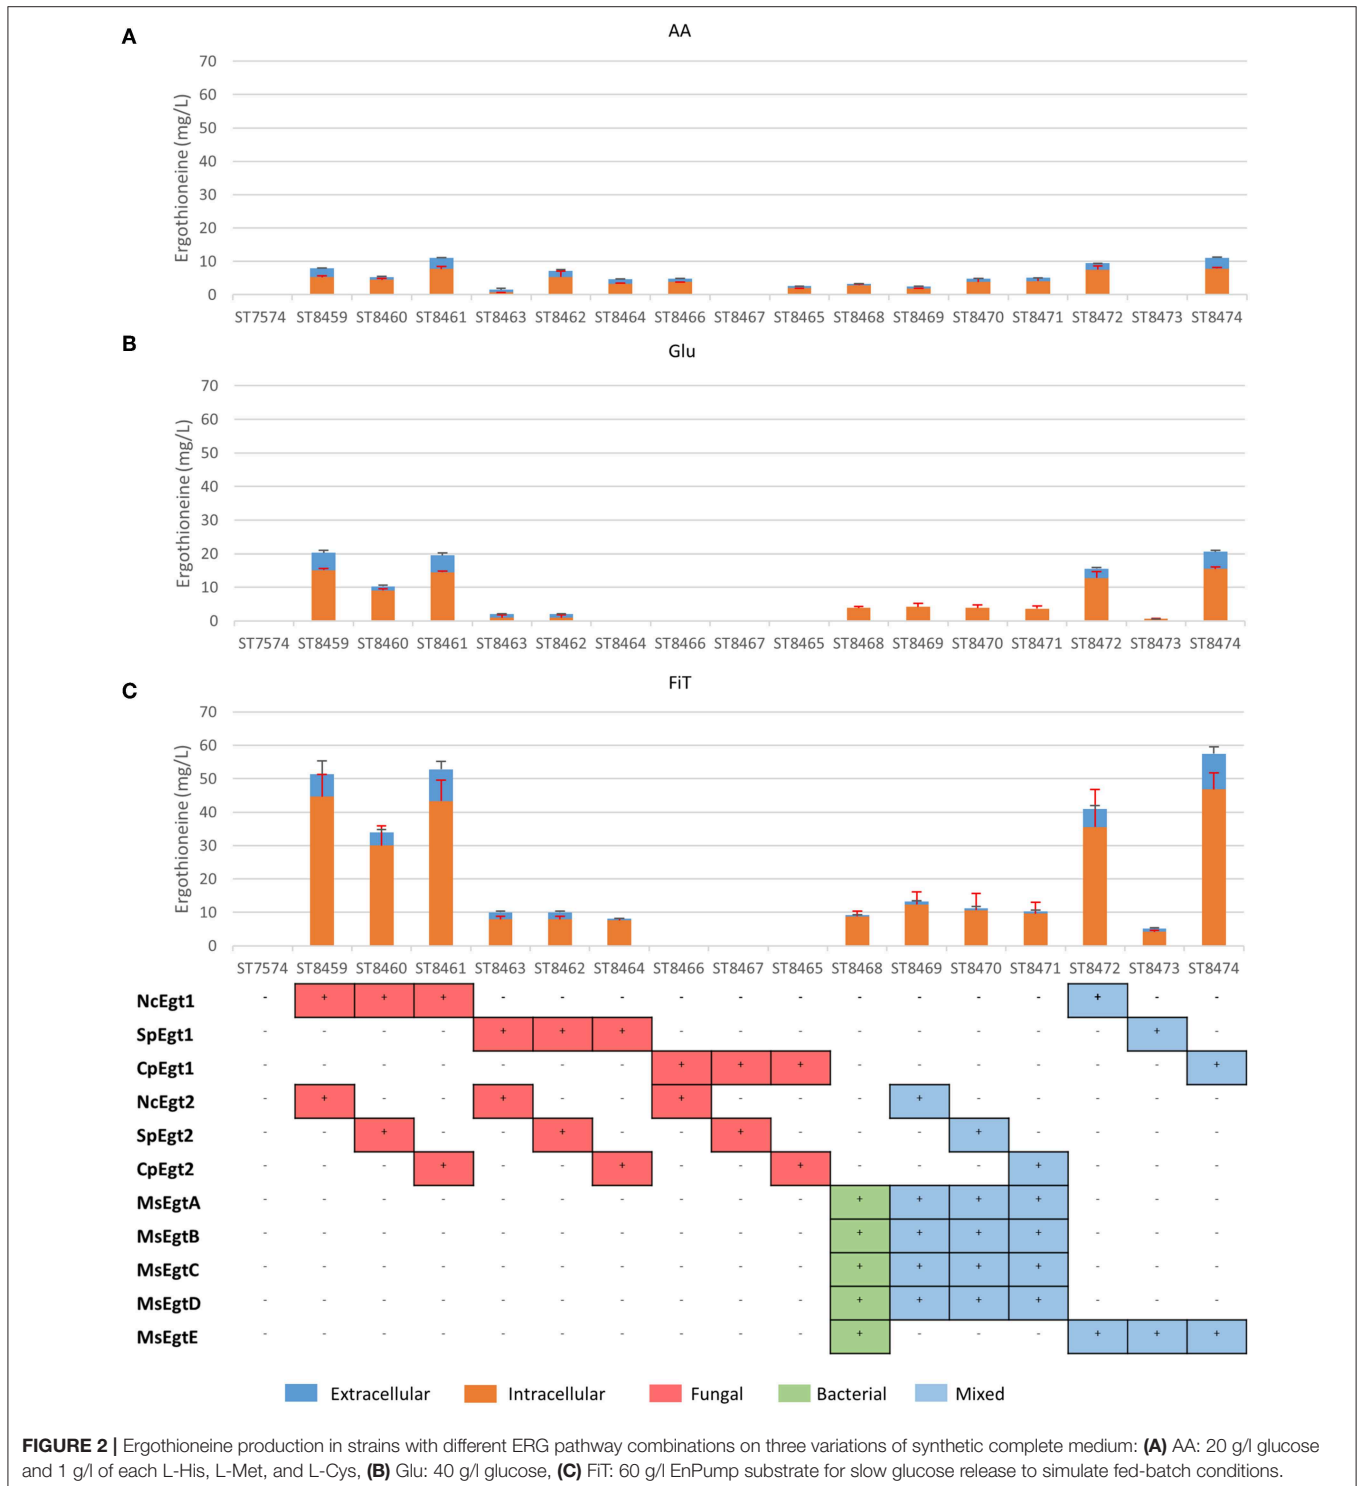 A
AA
Ergothioneine (mg/L)
70
60
50
40
30
20
10
0
ST7574 ST8459 ST8460 ST8461 ST8463 ST8462 ST8464 ST8466 ST8467 ST8465 ST8468 ST8469 ST8470 ST8471 ST8472 ST8473 ST8474
B
Glu
Ergothioneine (mg/L)
70
60
50
40
30
20
10
0
ST7574 ST8459 ST8460 ST8461 ST8463 ST8462 ST8464 ST8466 ST8467 ST8465 ST8468 ST8469 ST8470 ST8471 ST8472 ST8473 ST8474
C
FiT
Ergothioneine (mg/L)
70
60
50
40
30
20
10
0
ST7574 ST8459 ST8460 ST8461 ST8463 ST8462 ST8464 ST8466 ST8467 ST8465 ST8468 ST8469 ST8470 ST8471 ST8472 ST8473 ST8474
NcEgt1 - + + + - - - - - - - - - - + - -
SpEgt1 - - - - + + + - - - - - - - - + -
CpEgt1 - - - - - - - + + + - - - - - - +
NcEgt2 - + - - + - - + - - - + - - - - -
SpEgt2 - - + - - + - - + - - - + - - - -
CpEgt2 - - - + - - + - - + - - - + - - -
MsEgtA - - - - - - - - - - + + + + - - -
MsEgtB - - - - - - - - - - + + + + - - -
MsEgtC - - - - - - - - - - + + + + - - -
MsEgtD - - - - - - - - - - + + + + - - -
MsEgtE - - - - - - - - - - + - - - + + +
Extracellular Intracellular Fungal Bacterial Mixed
FIGURE 2 | Ergothioneine production in strains with different ERG pathway combinations on three variations of synthetic complete medium: (A) AA: 20 g/l glucose
and 1 g/l of each L-His, L-Met, and L-Cys, (B) Glu: 40 g/l glucose, (C) FiT: 60 g/l EnPump substrate for slow glucose release to simulate fed-batch conditions.